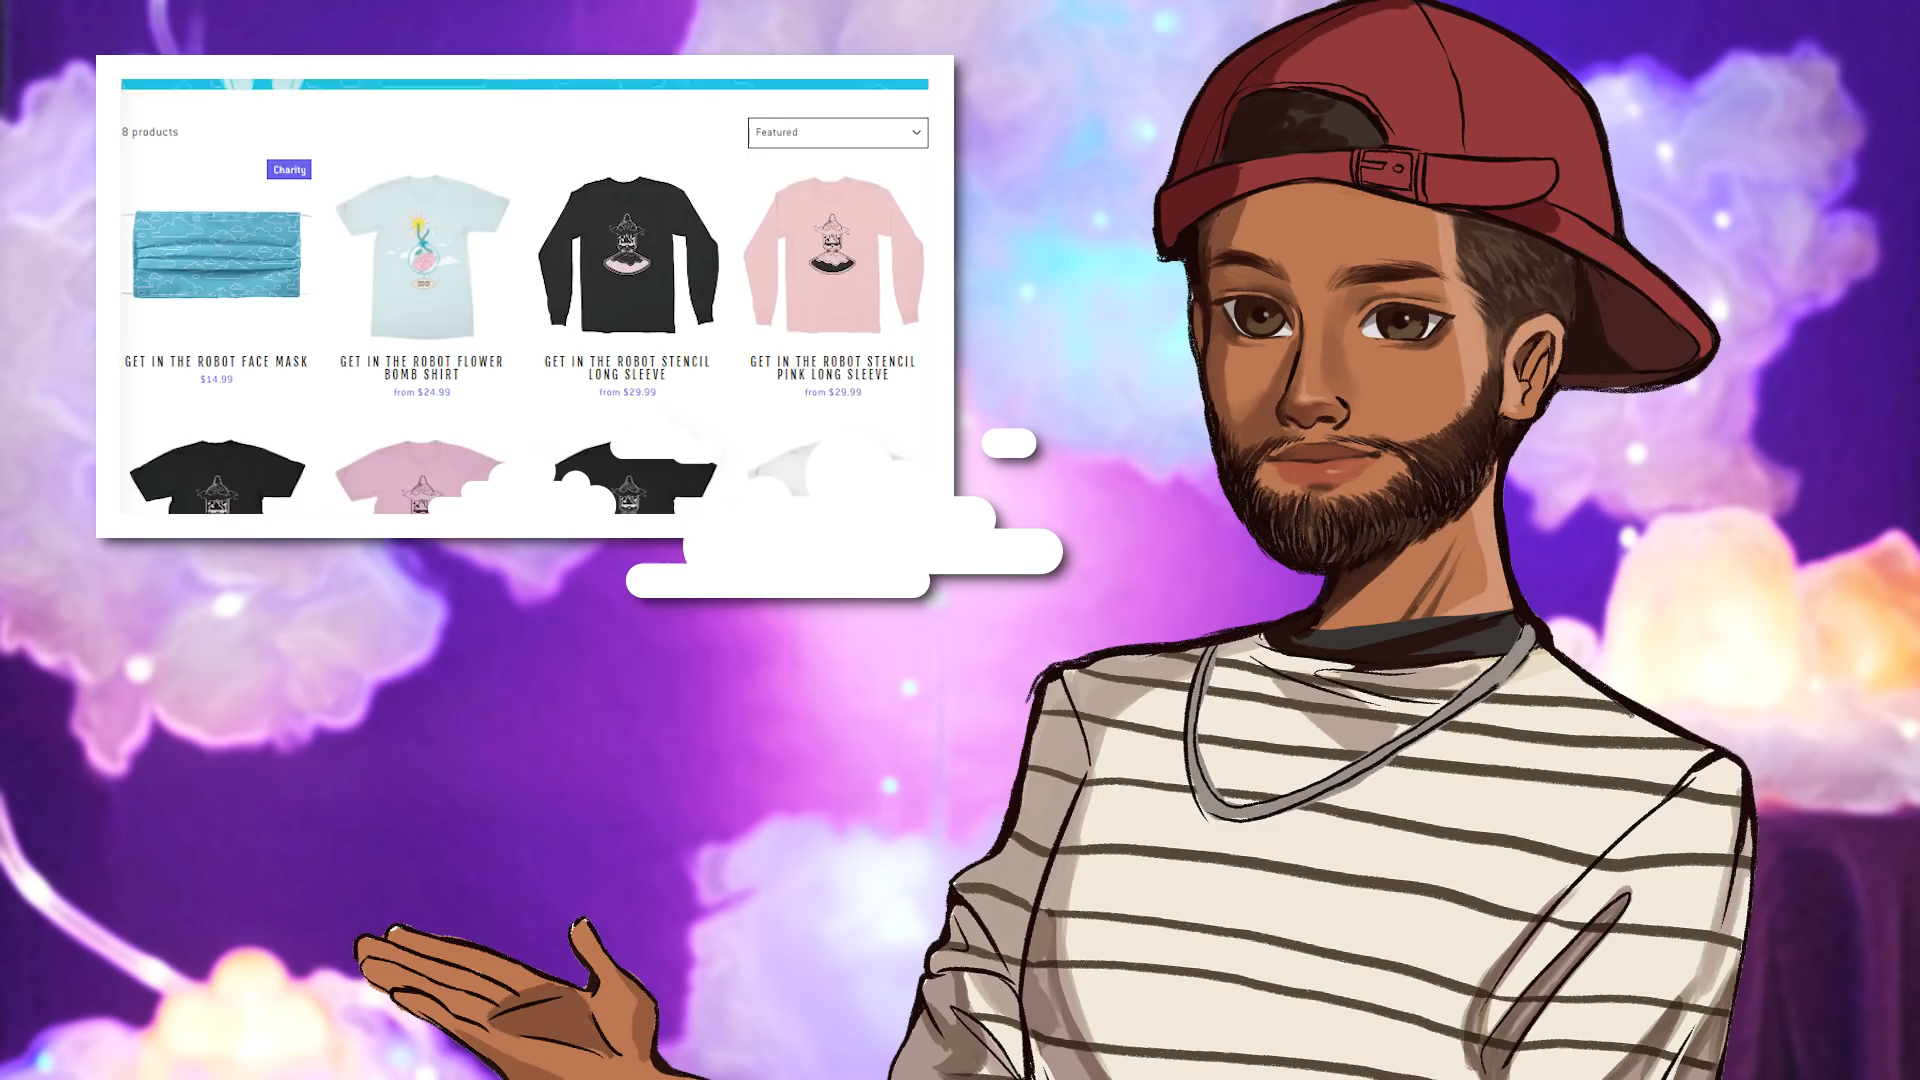 8 products
Featured
Charity
GET IN THE ROBOT FACE MASK
$14.99
GET IN THE ROBOT FLOWER
BOMB SHIRT
from $24.99
GET IN THE ROBOT STENCIL
LONG SLEEVE
from $29.99
GET IN THE ROBOT STENCIL
PINK LONG SLEEVE
from $29.99